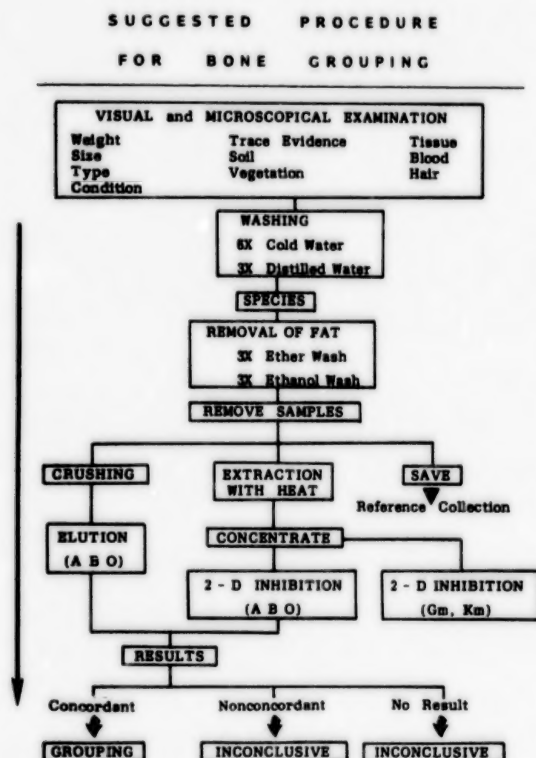 SUGGESTED PROCEDURE
FOR BONE GROUPING
VISUAL and MICROSCOPICAL EXAMINATION
Weight Trace Evidence Tissue
Size Soil Blood
Type Vegetation Hair
Condition
WASHING
6X Cold Water
3X Distilled Water
SPECIES
REMOVAL OF FAT
3X Ether Wash
3X Ethanol Wash
REMOVE SAMPLES
CRUSHING
EXTRACTION
WITH HEAT
SAVE
Reference Collection
ELUTION
(A B O)
CONCENTRATE
2 - D INHIBITION
(A B O)
2 - D INHIBITION
(Gm, Km)
RESULTS
Concordant Nonconcordant No Result
GROUPING INCONCLUSIVE INCONCLUSIVE